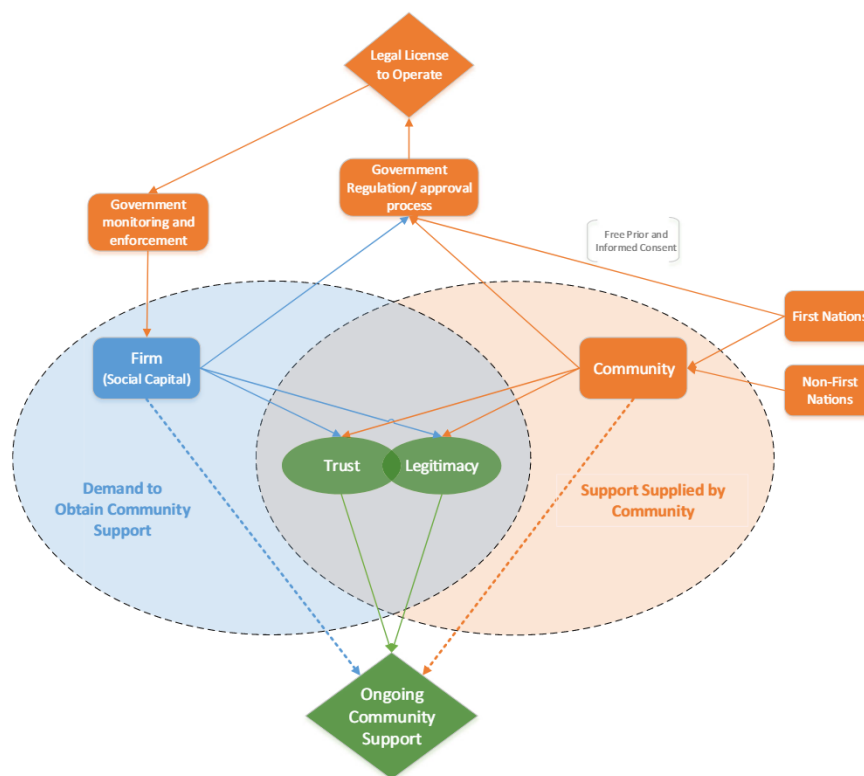 Legal License
to Operate
Government
Regulation/ approval
process
Government
monitoring and
enforcement
Free Prior and
Informed Consent
First Nations
Firm
(Social Capital)
Community
Non-First
Nations
Trust
Legitimacy
Demand to
Obtain Community
Support
Support Supplied by
Community
Ongoing
Community
Support